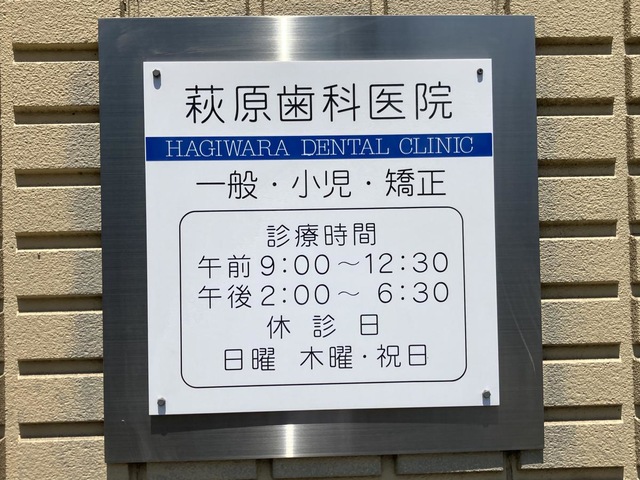 萩原歯科医院
HAGIWARA DENTAL CLINIC
一般・小児・矯正
診療時間
午前9:00～12:30
午後2:00～ 6:30
休診日
日曜 木曜・祝日